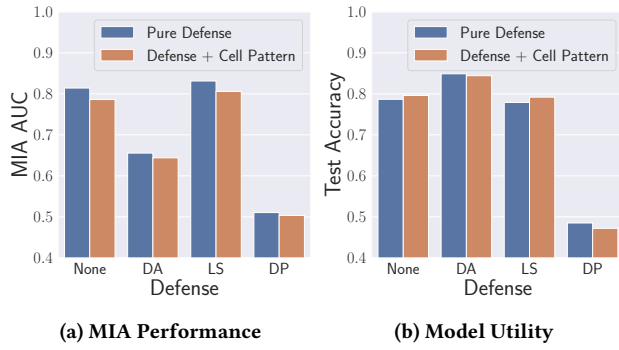 1.0
0.9
0.8
0.7
0.6
0.5
0.4
MIA AUC
Pure Defense
Defense + Cell Pattern
None DA LS DP
Defense
(a) MIA Performance
1.0
0.9
0.8
0.7
0.6
0.5
0.4
Test Accuracy
Pure Defense
Defense + Cell Pattern
None DA LS DP
Defense
(b) Model Utility